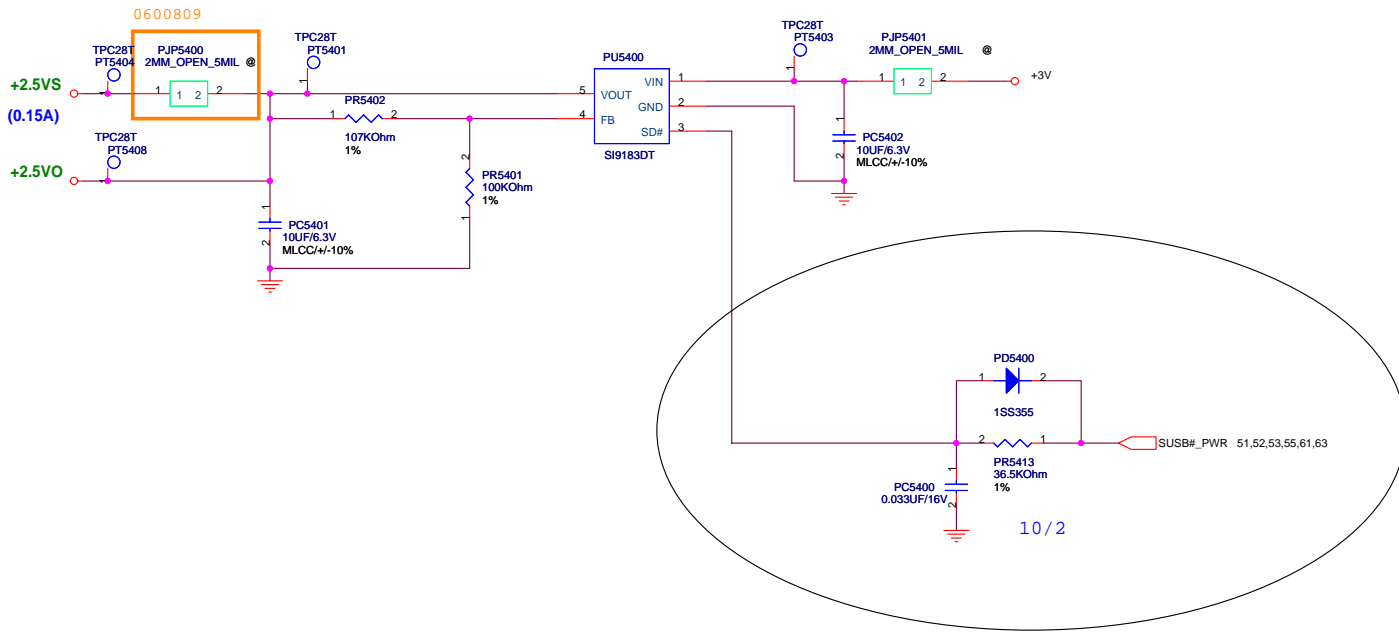 0600809
TPC28T
PT5404
PJP5400
2MM_OPEN_5MIL @
1 1 2 2
+2.5VS
(0.15A)
1
TPC28T
PT5401
1
TPC28T
PT5408
+2.5VO
1
PR5402
1 2
107KOhm
1%
2
PR5401
100KOhm
1%
1
1
PC5401
10UF/6.3V
2
MLCC/+/-10%
PU5400
5 VOUT
4 FB
VIN 1
GND 2
SD# 3
SI9183DT
TPC28T
PT5403
1
PJP5401
2MM_OPEN_5MIL @
1 1 2 2
+3V
1
PC5402
10UF/6.3V
2
MLCC/+/-10%
PD5400
1 2
1SS355
2 1
PR5413
36.5KOhm
1%
SUSB#_PWR 51,52,53,55,61,63
1
PC5400
0.033UF/16V
2
10/2